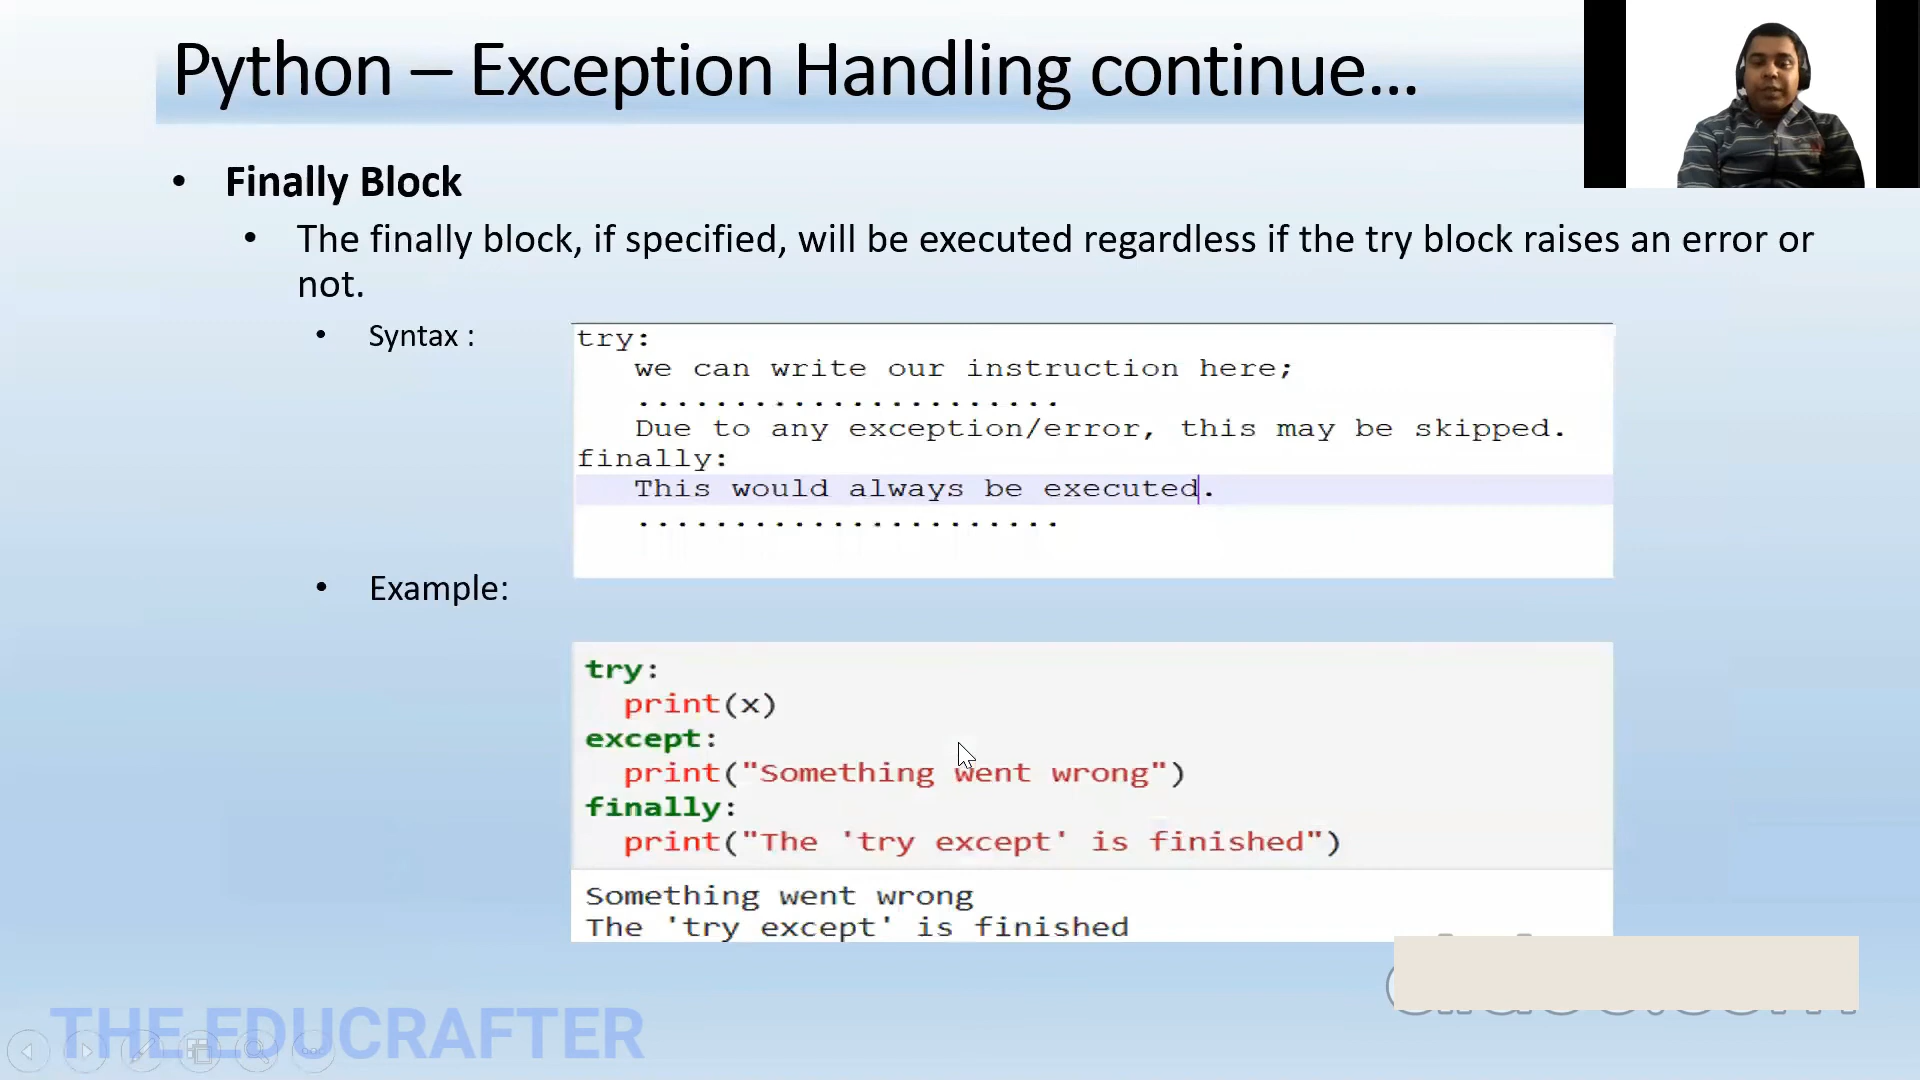 Python – Exception Handling continue...
• Finally Block
• The finally block, if specified, will be executed regardless if the try block raises an error or
not.
• Syntax :
try:
we can write our instruction here;
......................
Due to any exception/error, this may be skipped.
finally:
This would always be executed.
......................
• Example:
try:
print(x)
except:
print("Something went wrong")
finally:
print("The 'try except' is finished")
Something went wrong
The 'try except' is finished
THE EDUCRAFTER